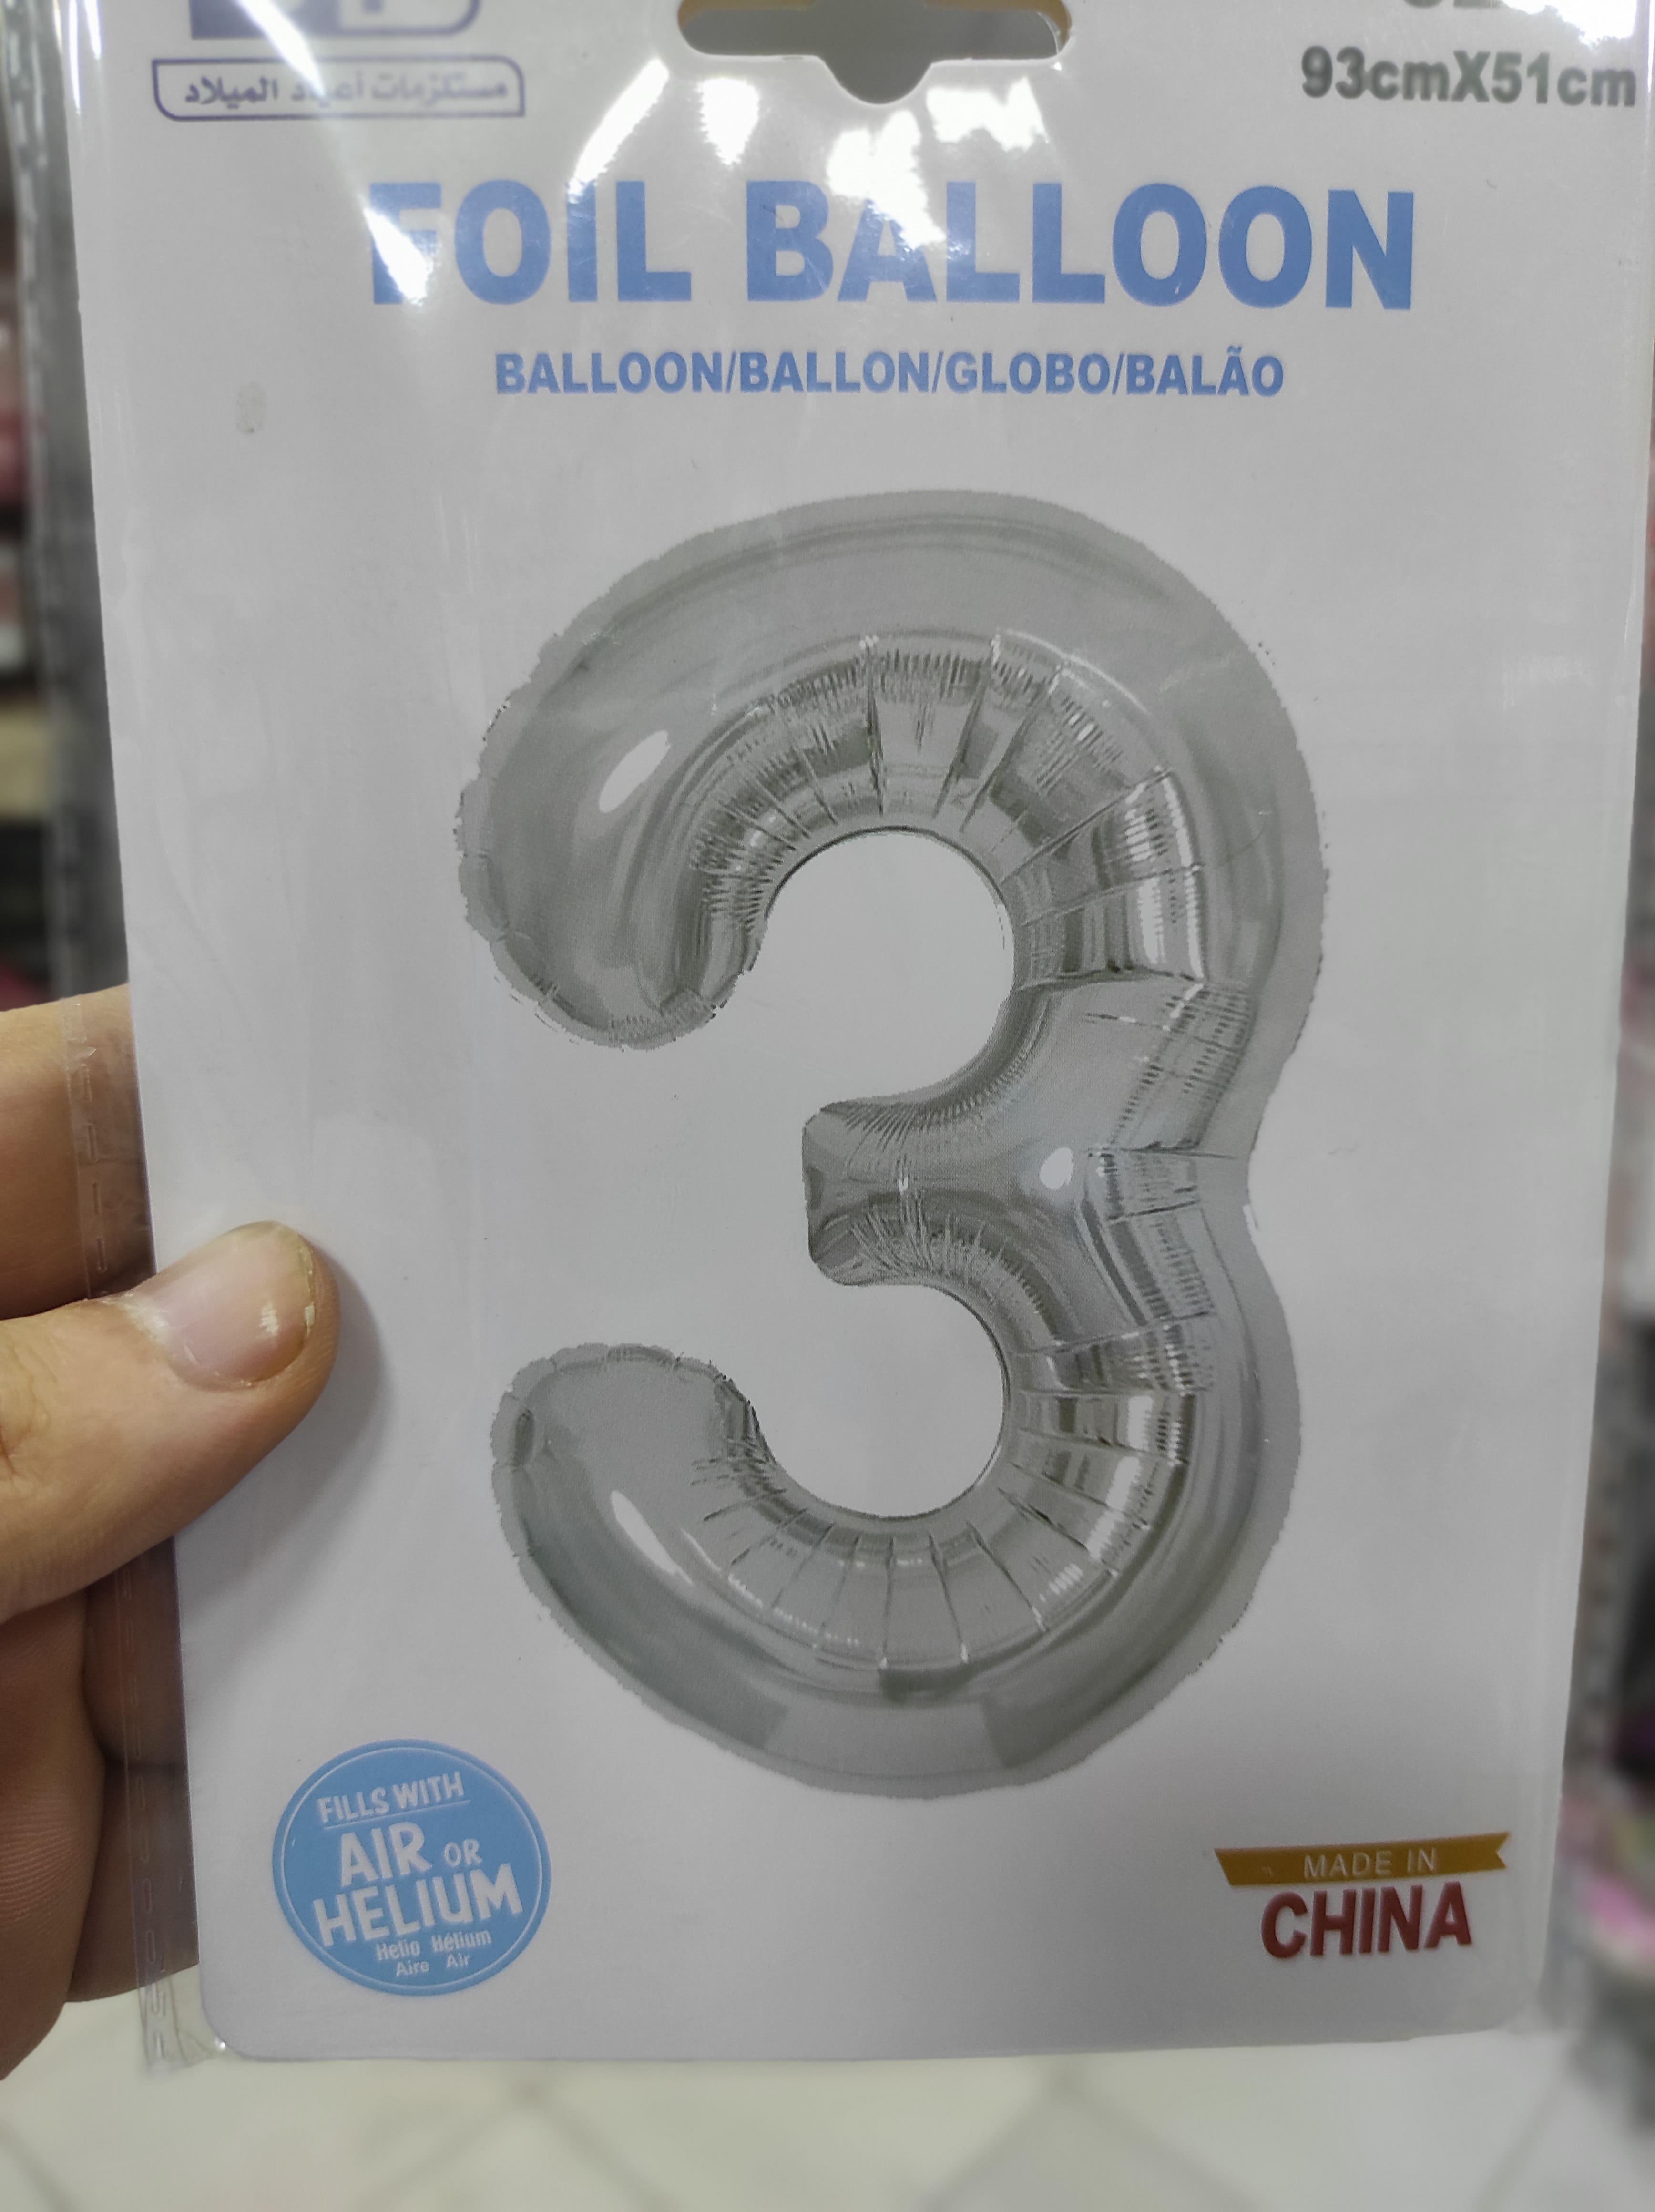 مستلزمات أعياد الميلاد
93cmX51cm
FOIL BALLOON
BALLOON/BALLON/GLOBO/BALÃO
FILLS WITH
AIR OR
HELIUM
Helio Hélium
Aire Air
MADE IN
CHINA